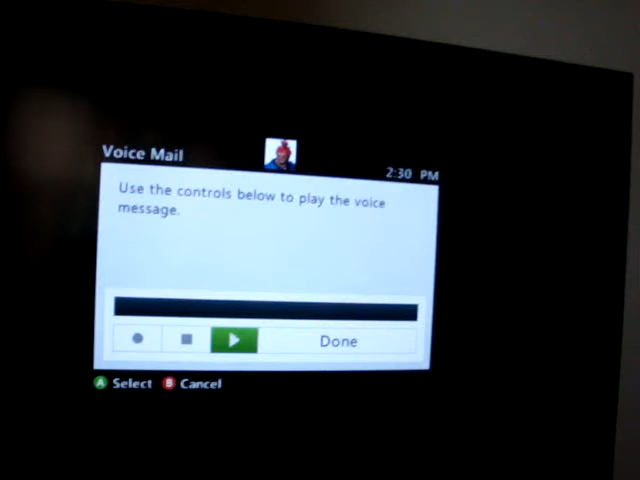 Voice Mail
2:30 PM
Use the controls below to play the voice
message.
Done
A Select B Cancel